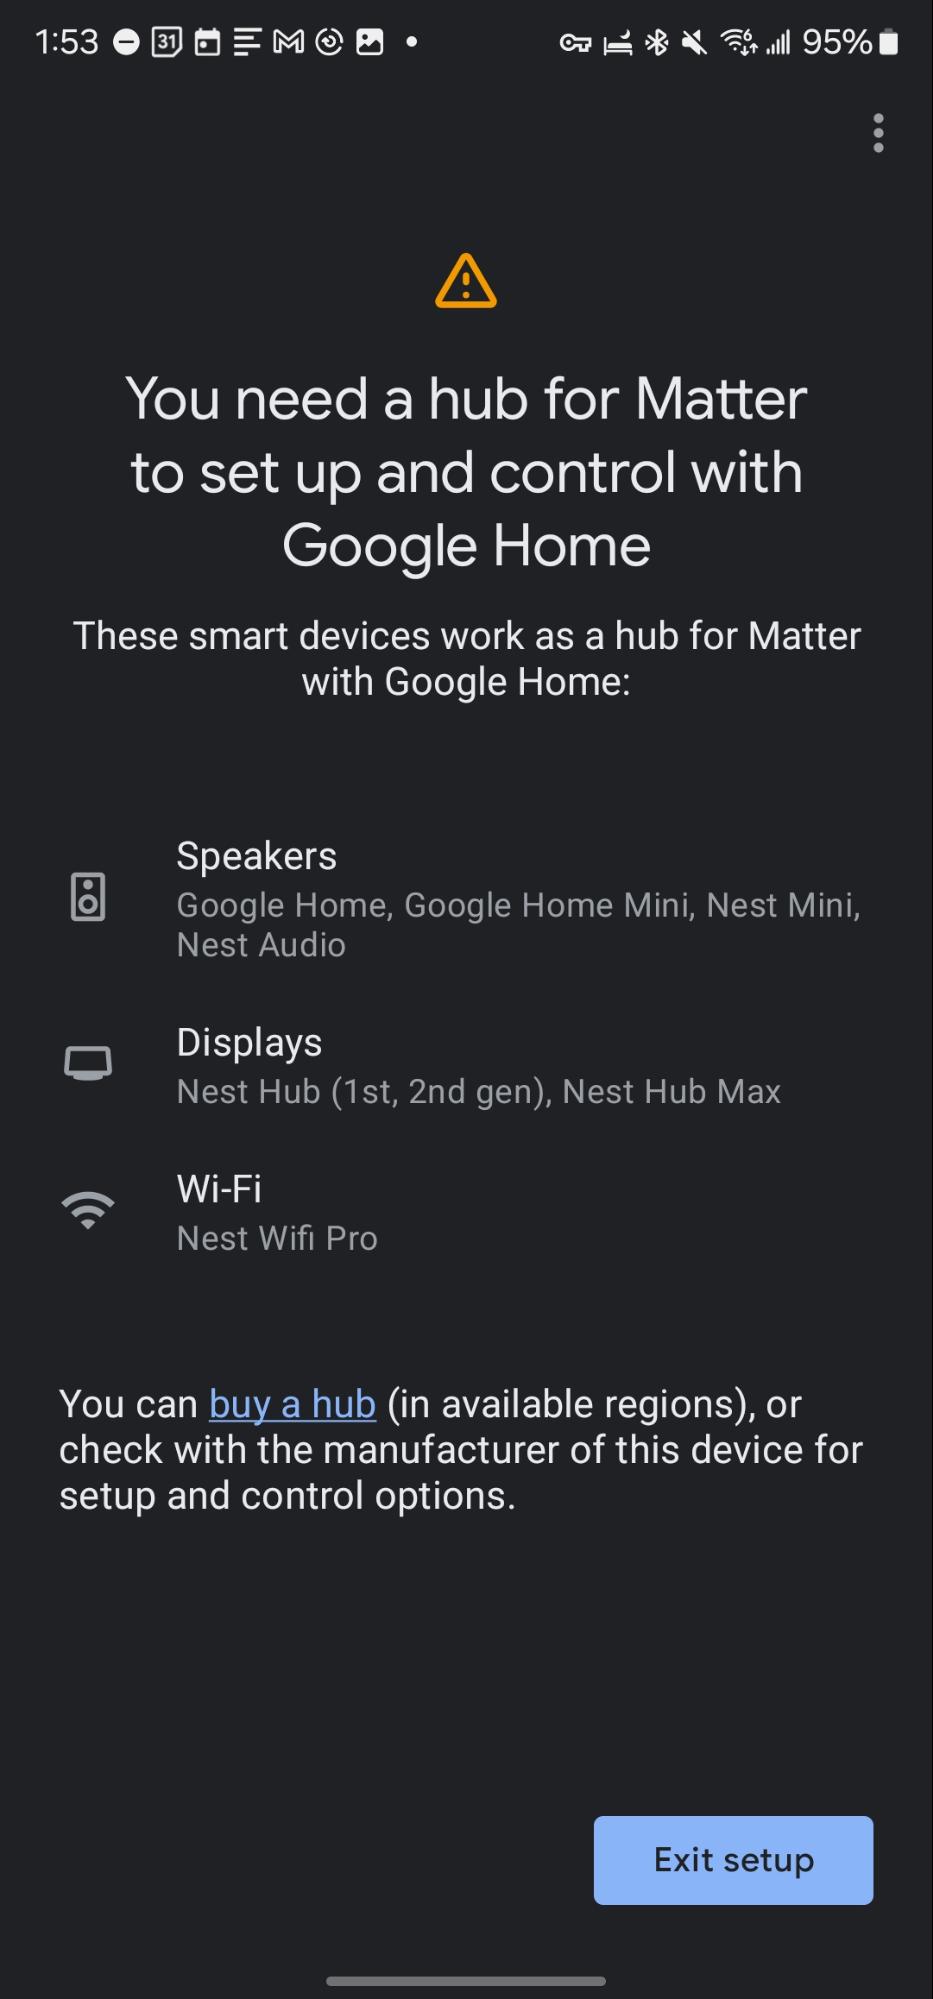 1:53
31
6
95%
You need a hub for Matter
to set up and control with
Google Home
These smart devices work as a hub for Matter
with Google Home:
Speakers
Google Home, Google Home Mini, Nest Mini,
Nest Audio
Displays
Nest Hub (1st, 2nd gen), Nest Hub Max
Wi-Fi
Nest Wifi Pro
You can buy a hub (in available regions), or
check with the manufacturer of this device for
setup and control options.
Exit setup